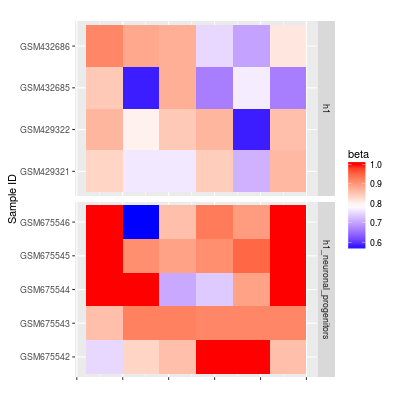 GSM432686
GSM432685
GSM429322
GSM429321
h1
GSM675546
GSM675545
GSM675544
GSM675543
GSM675542
h1_neuronal_progenitors
Sample ID
beta
1.0
0.9
0.8
0.7
0.6